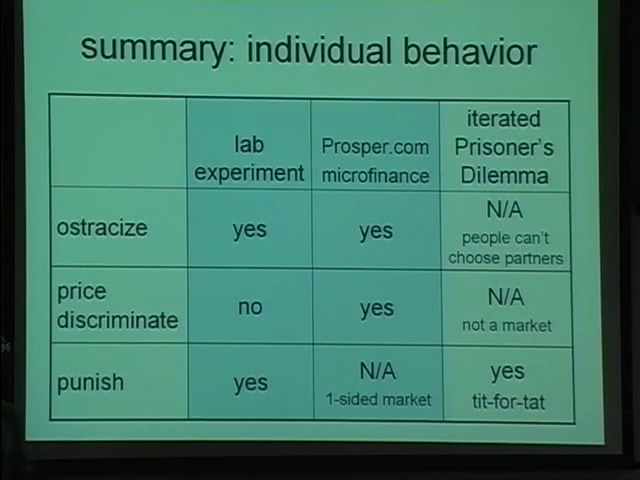 summary: individual behavior
lab
experiment
Prosper.com
microfinance
iterated
Prisoner's
Dilemma
ostracize
yes
yes
N/A
people can't
choose partners
price
discriminate
no
yes
N/A
not a market
punish
yes
N/A
1-sided market
yes
tit-for-tat